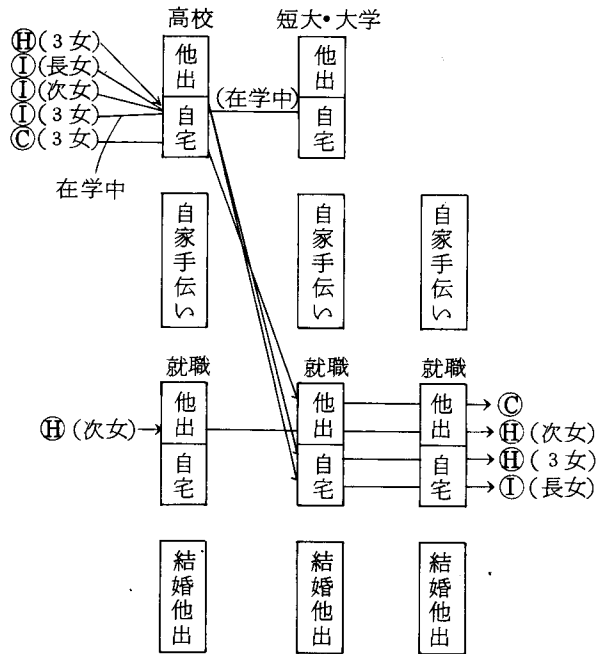 高校
短大・大学
Ⓗ(3女)
Ⓘ(長女)
Ⓘ(次女)
Ⓘ(3女)
Ⓒ(3女)
在学中
他出
自宅
(在学中)
他出
自宅
自家手伝い
自家手伝い
自家手伝い
就職
就職
就職
Ⓗ(次女)
他出
自宅
他出
自宅
他出
自宅
Ⓒ
Ⓗ(次女)
Ⓗ(3女)
Ⓘ(長女)
結婚他出
結婚他出
結婚他出